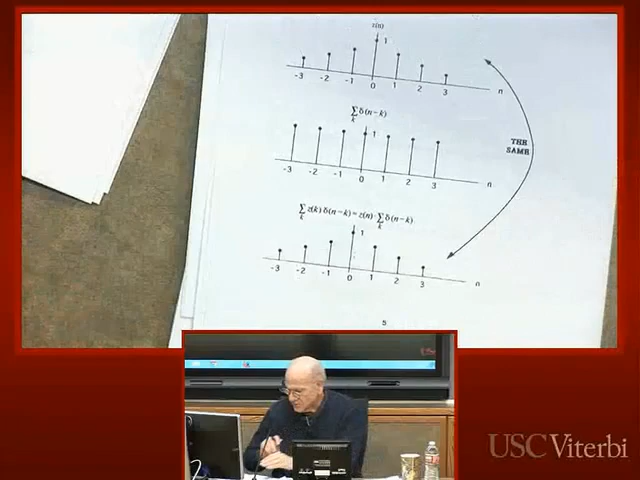 z(n)
1
-3 -2 -1 0 1 2 3 n
∑ δ(n-k)
k
1
-3 -2 -1 0 1 2 3 n
THE
SAME
∑ z(k) δ(n-k) = z(n)·∑ δ(n-k)
k k
1
-3 -2 -1 0 1 2 3 n
5
USC Viterbi